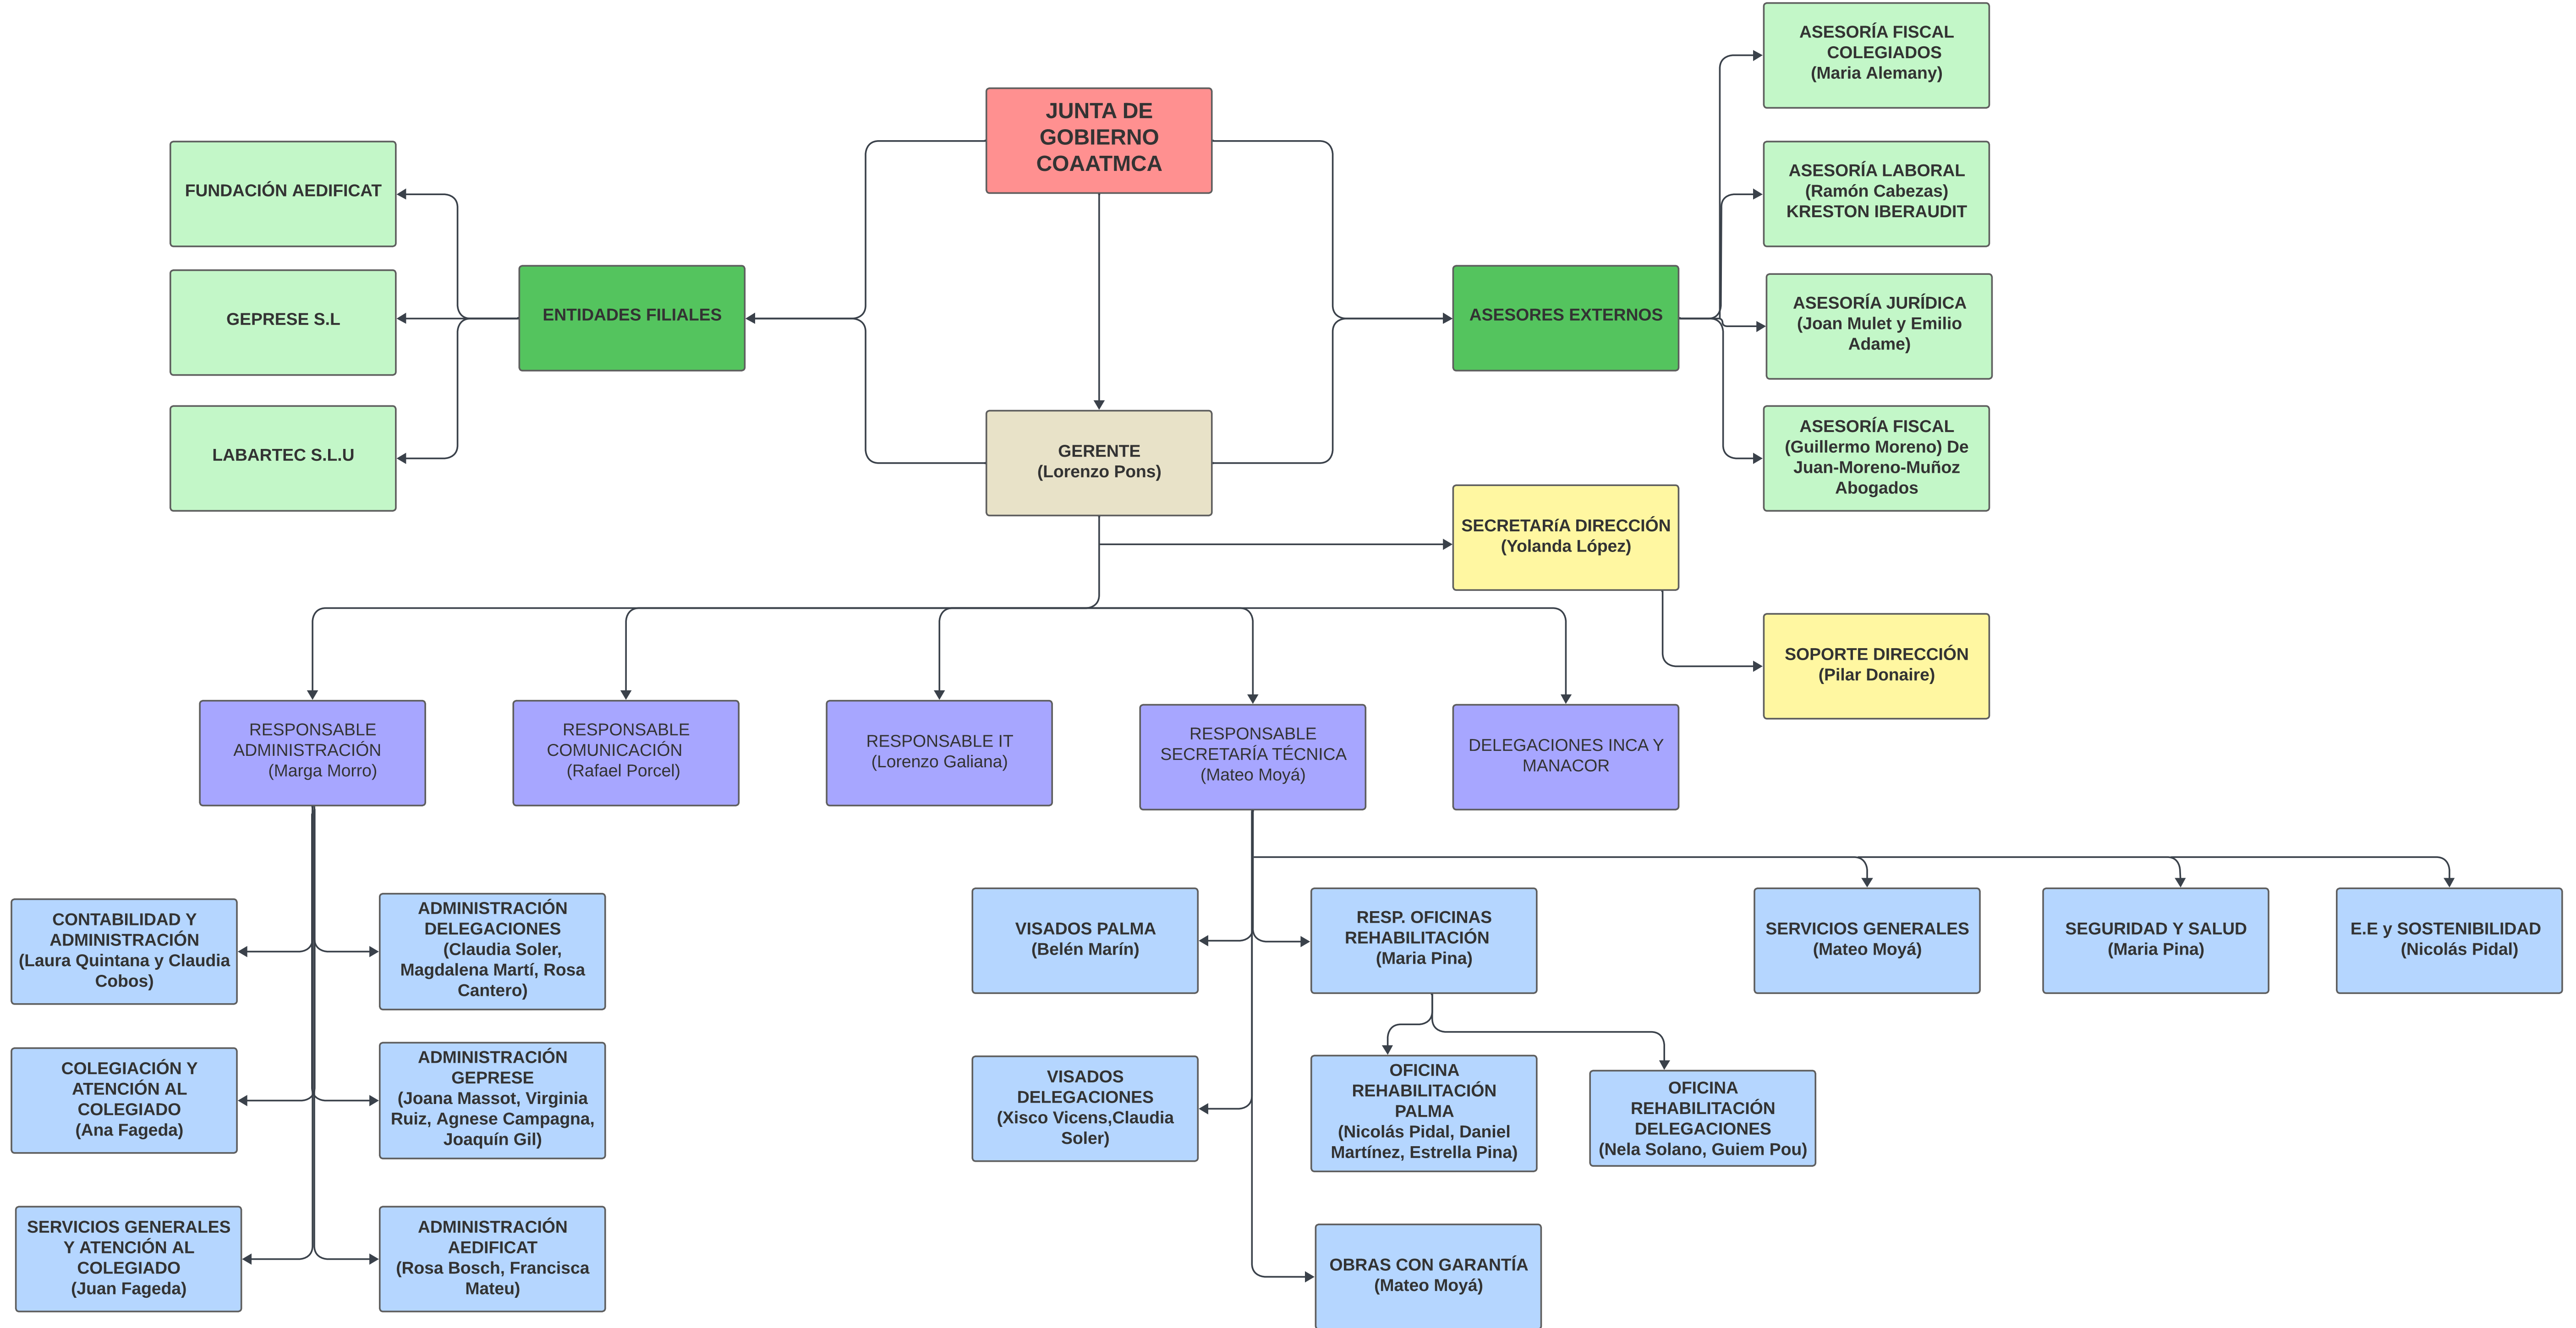 ASESORÍA FISCAL
COLEGIADOS
(Maria Alemany)
JUNTA DE
GOBIERNO
COAATMCA
FUNDACIÓN AEDIFICAT
ASESORÍA LABORAL
(Ramón Cabezas)
KRESTON IBERAUDIT
GEPRESE S.L
ENTIDADES FILIALES
ASESORES EXTERNOS
ASESORÍA JURÍDICA
(Joan Mulet y Emilio
Adame)
LABARTEC S.L.U
GERENTE
(Lorenzo Pons)
ASESORÍA FISCAL
(Guillermo Moreno) De
Juan-Moreno-Muñoz
Abogados
SECRETARíA DIRECCIÓN
(Yolanda López)
SOPORTE DIRECCIÓN
(Pilar Donaire)
RESPONSABLE
ADMINISTRACIÓN
(Marga Morro)
RESPONSABLE
COMUNICACIÓN
(Rafael Porcel)
RESPONSABLE IT
(Lorenzo Galiana)
RESPONSABLE
SECRETARÍA TÉCNICA
(Mateo Moyá)
DELEGACIONES INCA Y
MANACOR
CONTABILIDAD Y
ADMINISTRACIÓN
(Laura Quintana y Claudia
Cobos)
ADMINISTRACIÓN
DELEGACIONES
(Claudia Soler,
Magdalena Martí, Rosa
Cantero)
VISADOS PALMA
(Belén Marín)
RESP. OFICINAS
REHABILITACIÓN
(Maria Pina)
SERVICIOS GENERALES
(Mateo Moyá)
SEGURIDAD Y SALUD
(Maria Pina)
E.E y SOSTENIBILIDAD
(Nicolás Pidal)
COLEGIACIÓN Y
ATENCIÓN AL
COLEGIADO
(Ana Fageda)
ADMINISTRACIÓN
GEPRESE
(Joana Massot, Virginia
Ruiz, Agnese Campagna,
Joaquín Gil)
VISADOS
DELEGACIONES
(Xisco Vicens,Claudia
Soler)
OFICINA
REHABILITACIÓN
PALMA
(Nicolás Pidal, Daniel
Martínez, Estrella Pina)
OFICINA
REHABILITACIÓN
DELEGACIONES
(Nela Solano, Guiem Pou)
SERVICIOS GENERALES
Y ATENCIÓN AL
COLEGIADO
(Juan Fageda)
ADMINISTRACIÓN
AEDIFICAT
(Rosa Bosch, Francisca
Mateu)
OBRAS CON GARANTÍA
(Mateo Moyá)